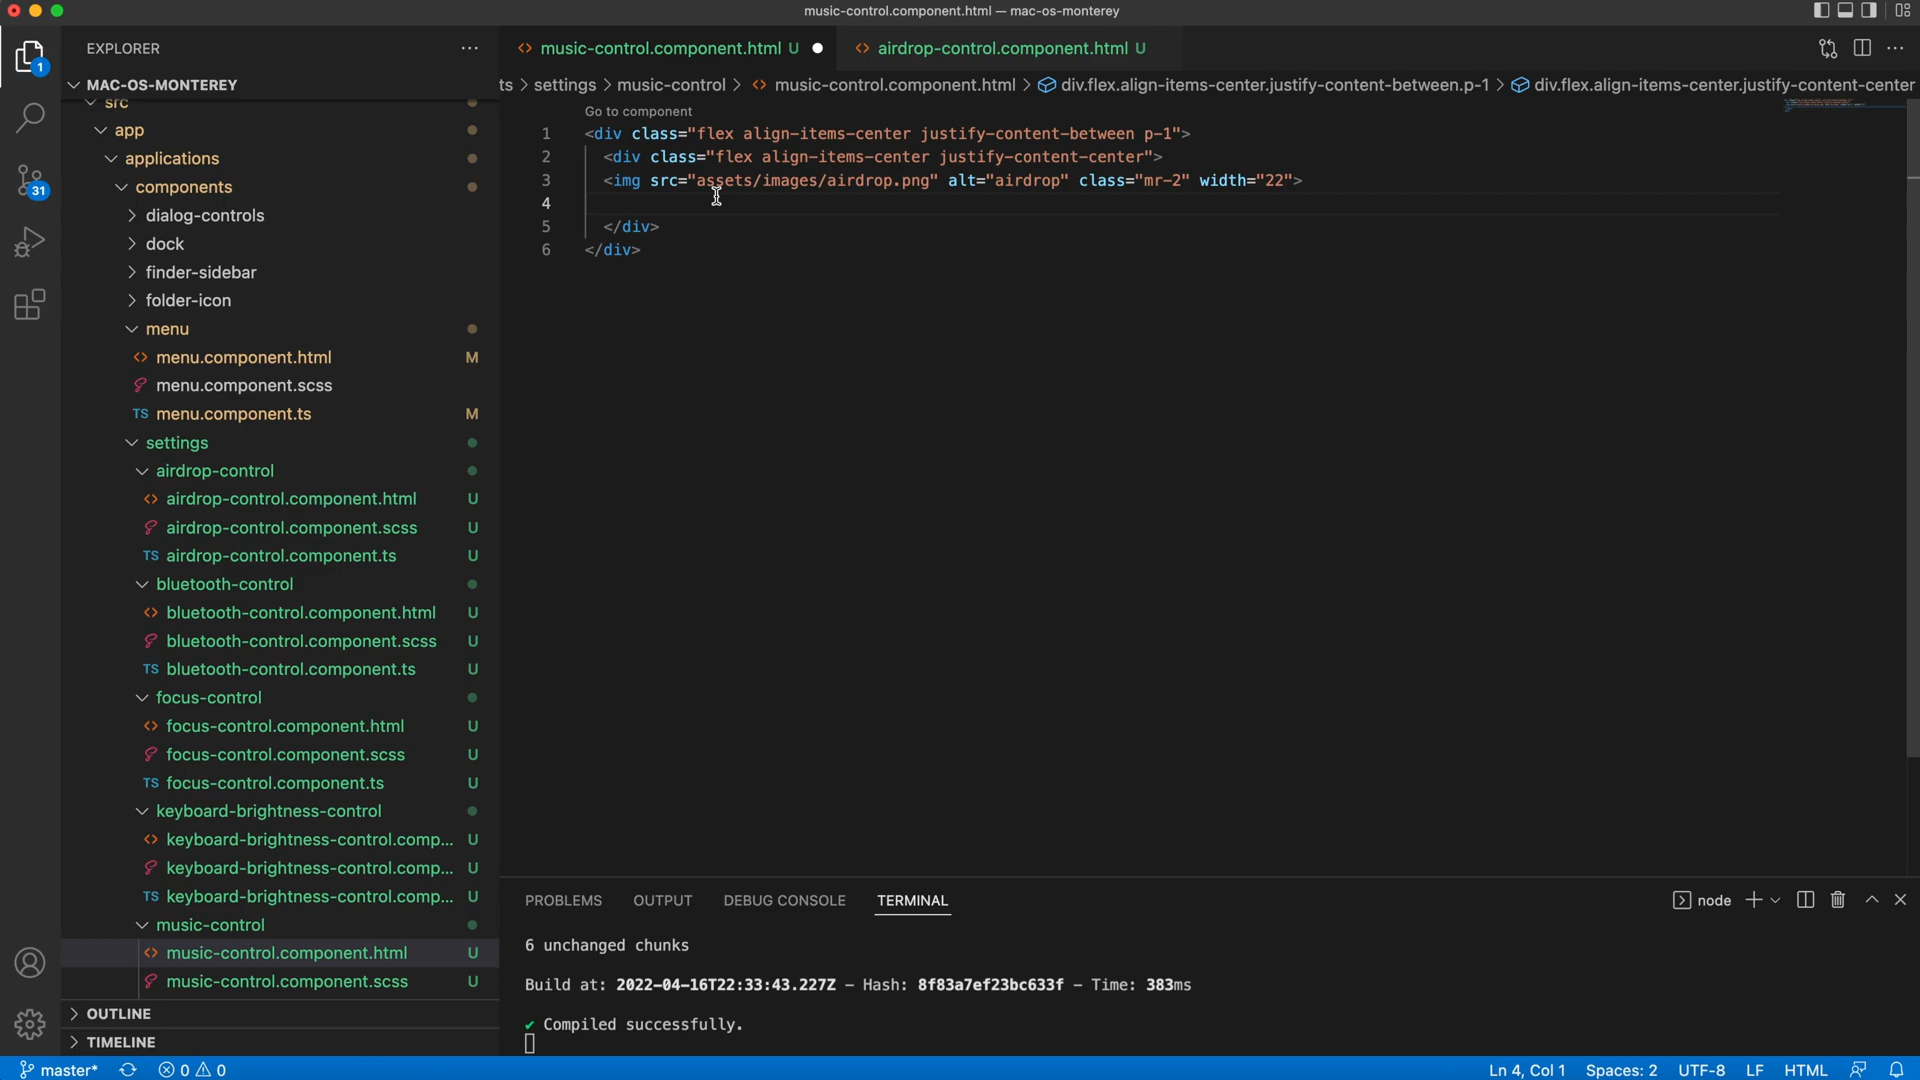 music-control.component.html — mac-os-monterey
EXPLORER
MAC-OS-MONTEREY
src
app
applications
components
dialog-controls
dock
finder-sidebar
folder-icon
menu
menu.component.html M
menu.component.scss
TS menu.component.ts M
settings
airdrop-control
airdrop-control.component.html U
airdrop-control.component.scss U
TS airdrop-control.component.ts U
bluetooth-control
bluetooth-control.component.html U
bluetooth-control.component.scss U
TS bluetooth-control.component.ts U
focus-control
focus-control.component.html U
focus-control.component.scss U
TS focus-control.component.ts U
keyboard-brightness-control
keyboard-brightness-control.comp... U
keyboard-brightness-control.comp... U
TS keyboard-brightness-control.comp... U
music-control
music-control.component.html U
music-control.component.scss U
OUTLINE
TIMELINE
1
31
music-control.component.html U
airdrop-control.component.html U
ts > settings > music-control > music-control.component.html > div.flex.align-items-center.justify-content-between.p-1 > div.flex.align-items-center.justify-content-center
Go to component
1 <div class="flex align-items-center justify-content-between p-1">
2 <div class="flex align-items-center justify-content-center">
3 <img src="assets/images/airdrop.png" alt="airdrop" class="mr-2" width="22">
4
5 </div>
6 </div>
PROBLEMS OUTPUT DEBUG CONSOLE TERMINAL
node
6 unchanged chunks
Build at: 2022-04-16T22:33:43.227Z - Hash: 8f83a7ef23bc633f - Time: 383ms
✔ Compiled successfully.
master* 0 0
Ln 4, Col 1 Spaces: 2 UTF-8 LF HTML